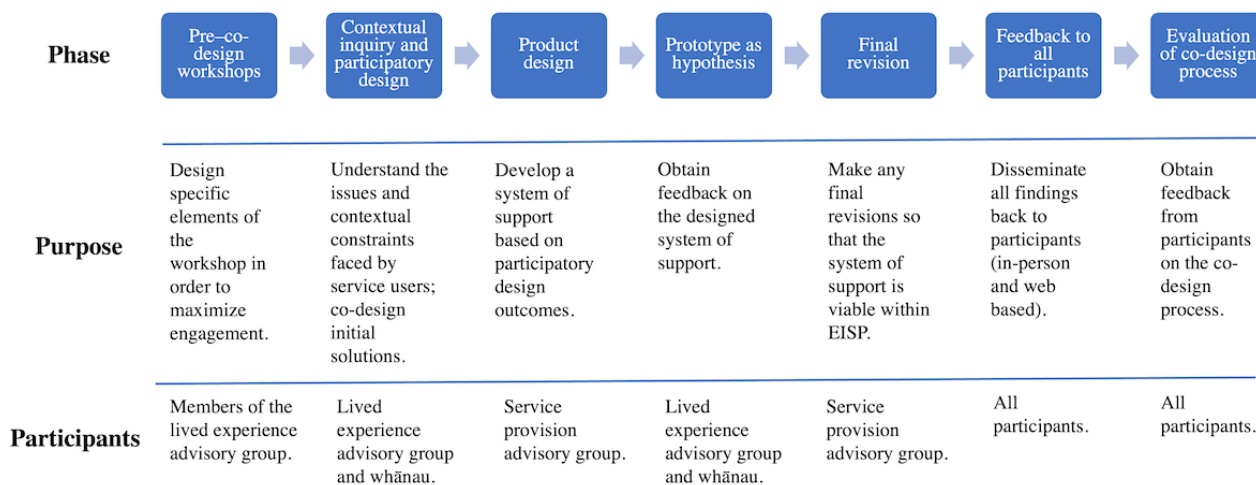 Phase
Pre–co-
design
workshops
Contextual
inquiry and
participatory
design
Product
design
Prototype as
hypothesis
Final
revision
Feedback to
all
participants
Evaluation
of co-design
process
Purpose
Design
specific
elements of
the
workshop in
order to
maximize
engagement.
Understand the
issues and
contextual
constraints
faced by
service users;
co-design
initial
solutions.
Develop a
system of
support
based on
participatory
design
outcomes.
Obtain
feedback on
the designed
system of
support.
Make any
final
revisions so
that the
system of
support is
viable within
EISP.
Disseminate
all findings
back to
participants
(in-person
and web
based).
Obtain
feedback
from
participants
on the co-
design
process.
Participants
Members of the
lived experience
advisory group.
Lived
experience
advisory group
and whānau.
Service
provision
advisory group.
Lived
experience
advisory group
and whānau.
Service
provision
advisory group.
All
participants.
All
participants.